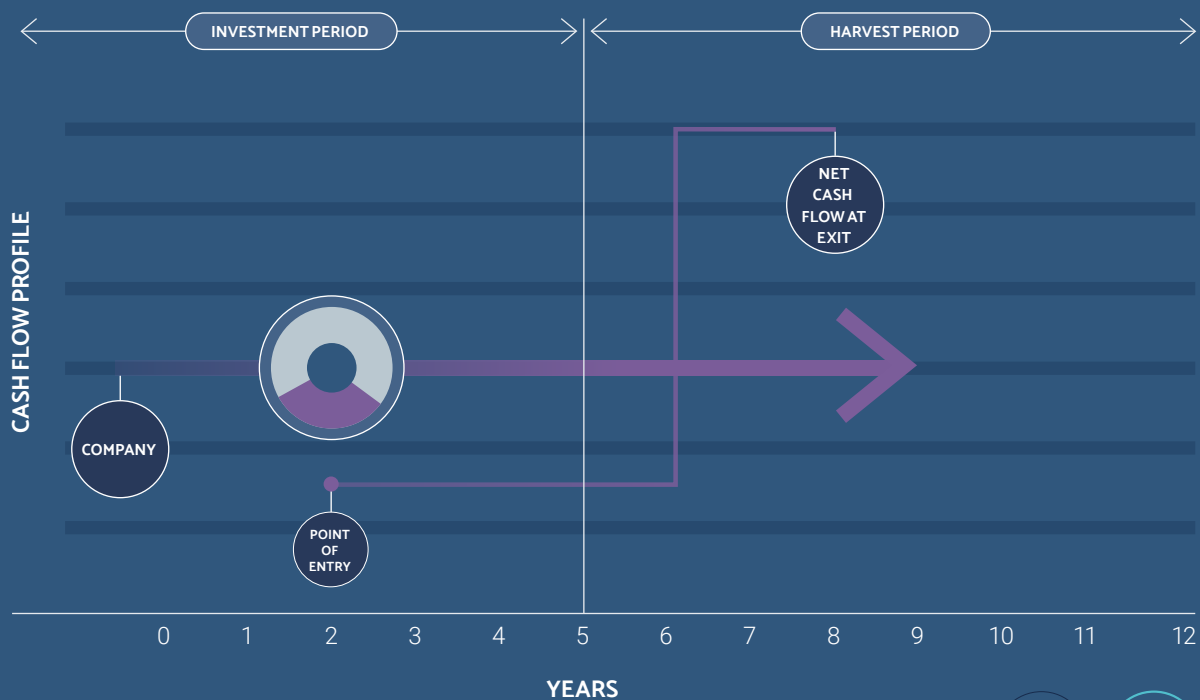 INVESTMENT PERIOD
HARVEST PERIOD
CASH FLOW PROFILE
NET
CASH
FLOW AT
EXIT
COMPANY
POINT
OF
ENTRY
0 1 2 3 4 5 6 7 8 9 10 11 12
YEARS